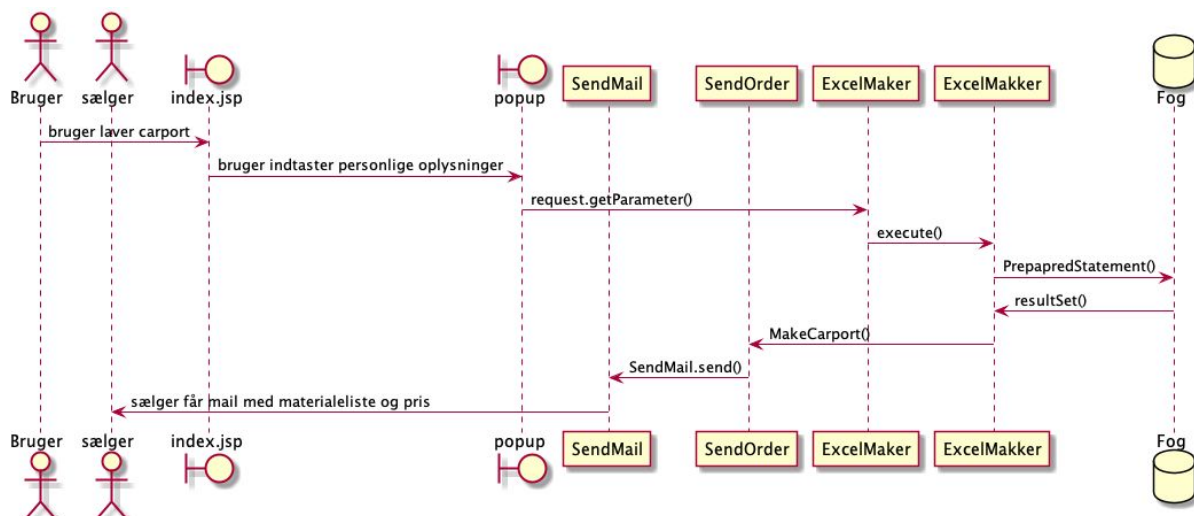 Bruger
sælger
index.jsp
popup
SendMail
SendOrder
ExcelMaker
ExcelMakker
Fog
bruger laver carport
bruger indtaster personlige oplysninger
request.getParameter()
execute()
PrepapredStatement()
resultSet()
MakeCarport()
SendMail.send()
sælger får mail med materialeliste og pris
Bruger
sælger
index.jsp
popup
SendMail
SendOrder
ExcelMaker
ExcelMakker
Fog